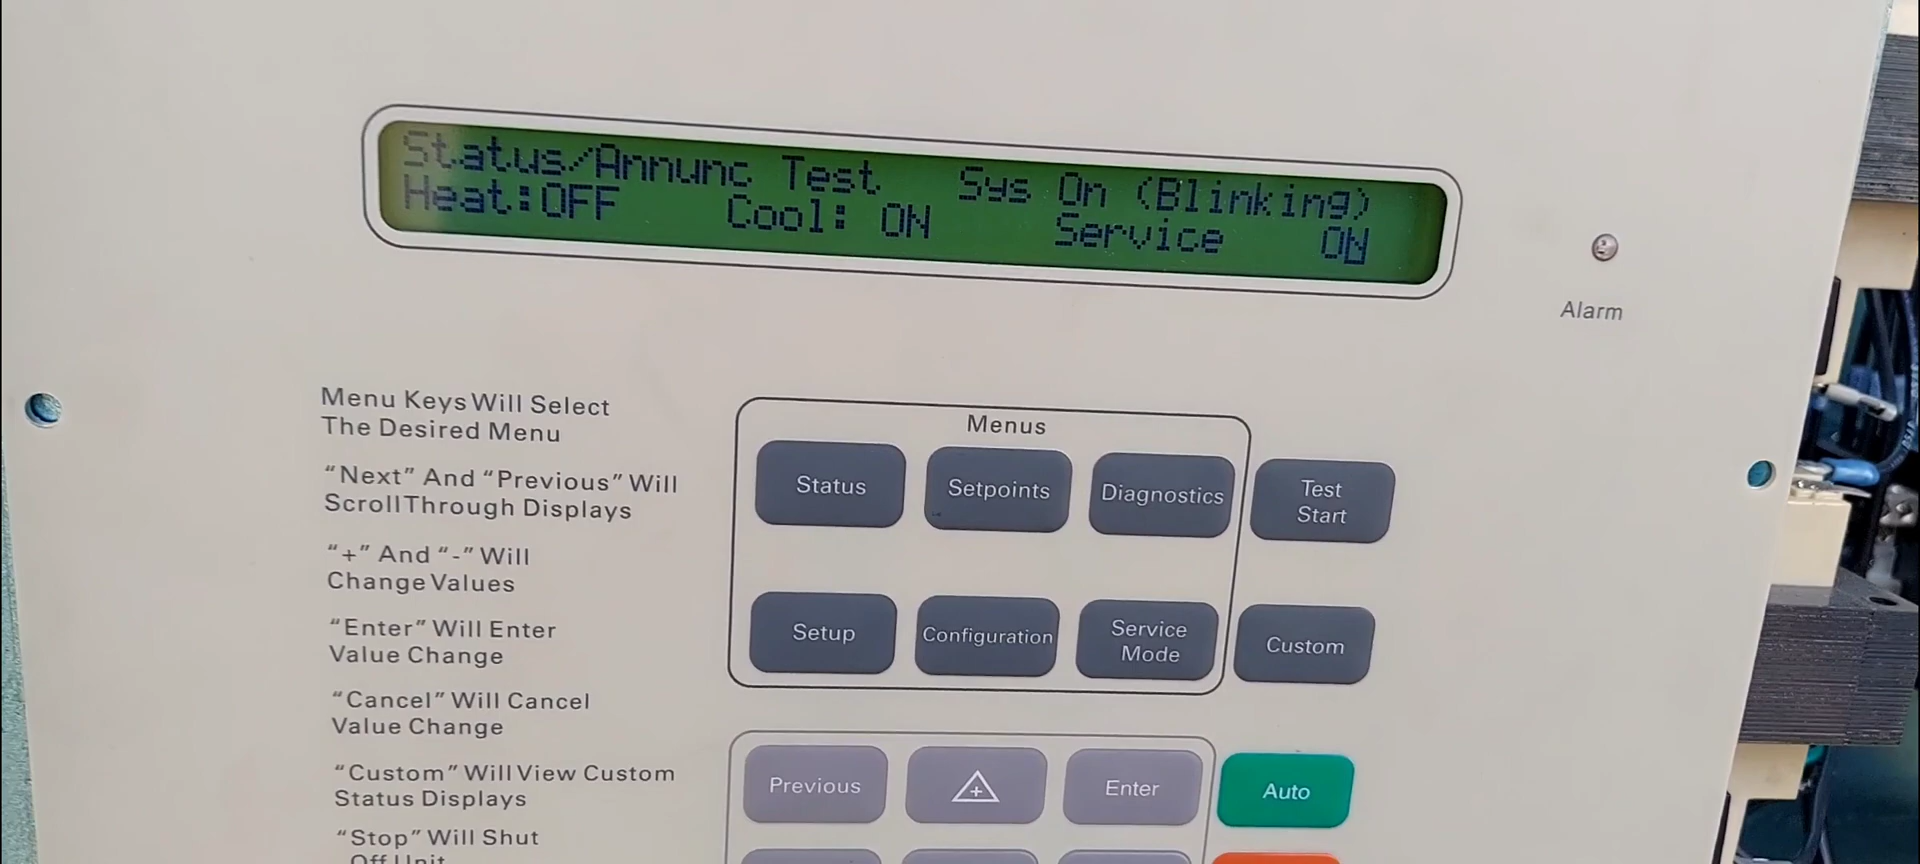 Status/Annunc Test Sys On (Blinking)
Heat:OFF Cool: ON Service ON
Alarm
Menu Keys Will Select
The Desired Menu
“Next” And “Previous” Will
Scroll Through Displays
“+” And “-” Will
Change Values
“Enter” Will Enter
Value Change
“Cancel” Will Cancel
Value Change
“Custom” Will View Custom
Status Displays
“Stop” Will Shut
Off Unit
Menus
Status
Setpoints
Diagnostics
Test
Start
Setup
Configuration
Service
Mode
Custom
Previous
+
Enter
Auto